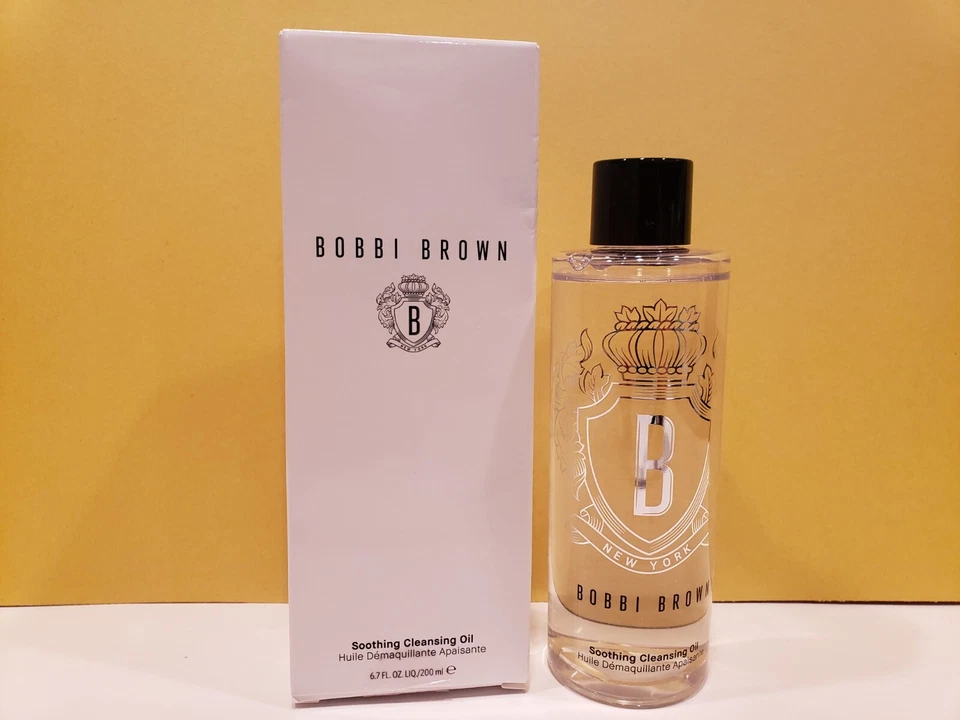 BOBBI BROWN
B
NEW YORK
Soothing Cleansing Oil
Huile Démaquillante Apaisante
6.7 FL. OZ. LIQ./200 ml ℮
B
NEW YORK
BOBBI BROWN
Soothing Cleansing Oil
Huile Démaquillante Apaisante